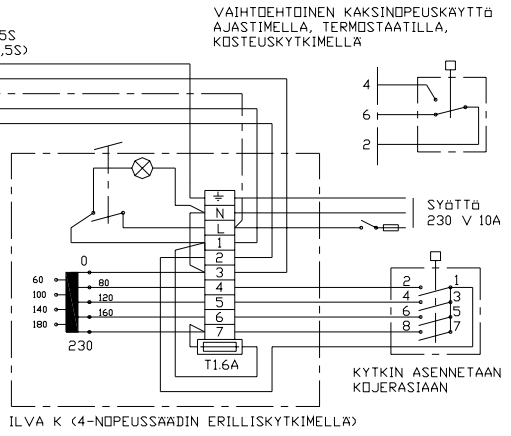 VAIHTOEHTOINEN KAKSINOPEUSKÄYTTö
AJASTIMELLA, TERMOSTAATILLA,
KOSTEUSKYTKIMELLÄ
5S
,5S)
4
6
2
N
L
1
2
3
4
5
6
7
T1.6A
SYöTTö
230 V 10A
0
60
80
100
120
140
160
180
230
2
1
4
3
6
5
8
7
KYTKIN ASENNETAAN
KOJERASIAAN
ILVA K (4-NOPEUSSÄÄDIN ERILLISKYTKIMELLÄ)